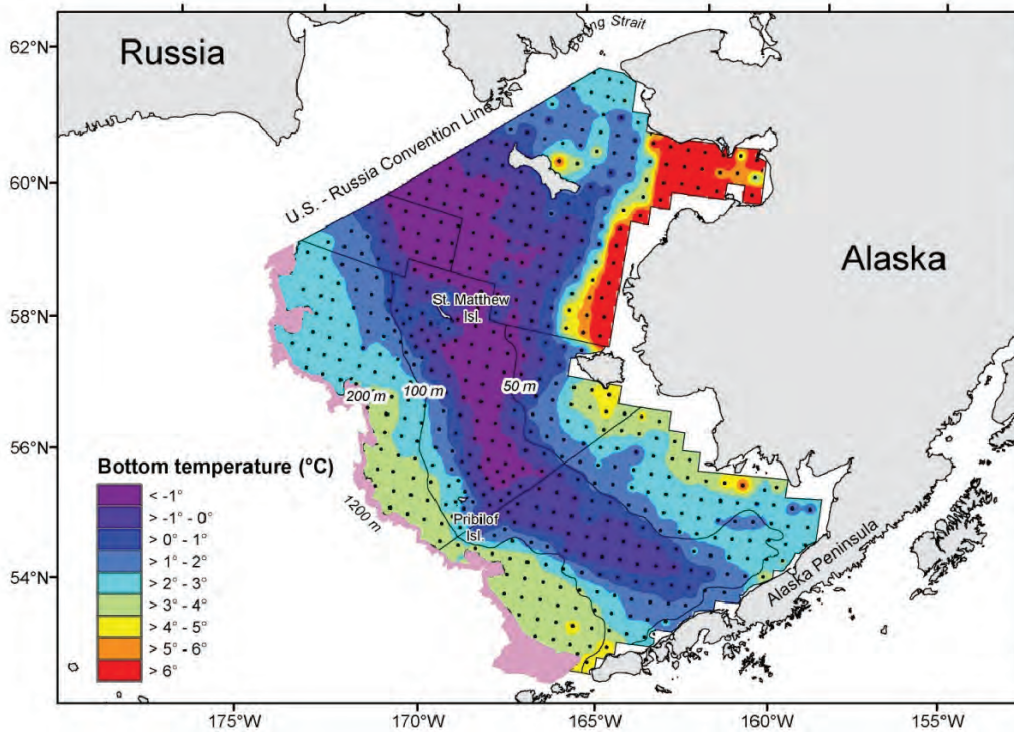 62°N
60°N
58°N
56°N
54°N
Russia
Bering Strait
U.S. - Russia Convention Line
Alaska
St. Matthew
Isl.
200 m
100 m
50 m
1200 m
Pribilof
Isl.
Alaska Peninsula
Bottom temperature (°C)
< -1°
> -1° - 0°
> 0° - 1°
> 1° - 2°
> 2° - 3°
> 3° - 4°
> 4° - 5°
> 5° - 6°
> 6°
175°W
170°W
165°W
160°W
155°W